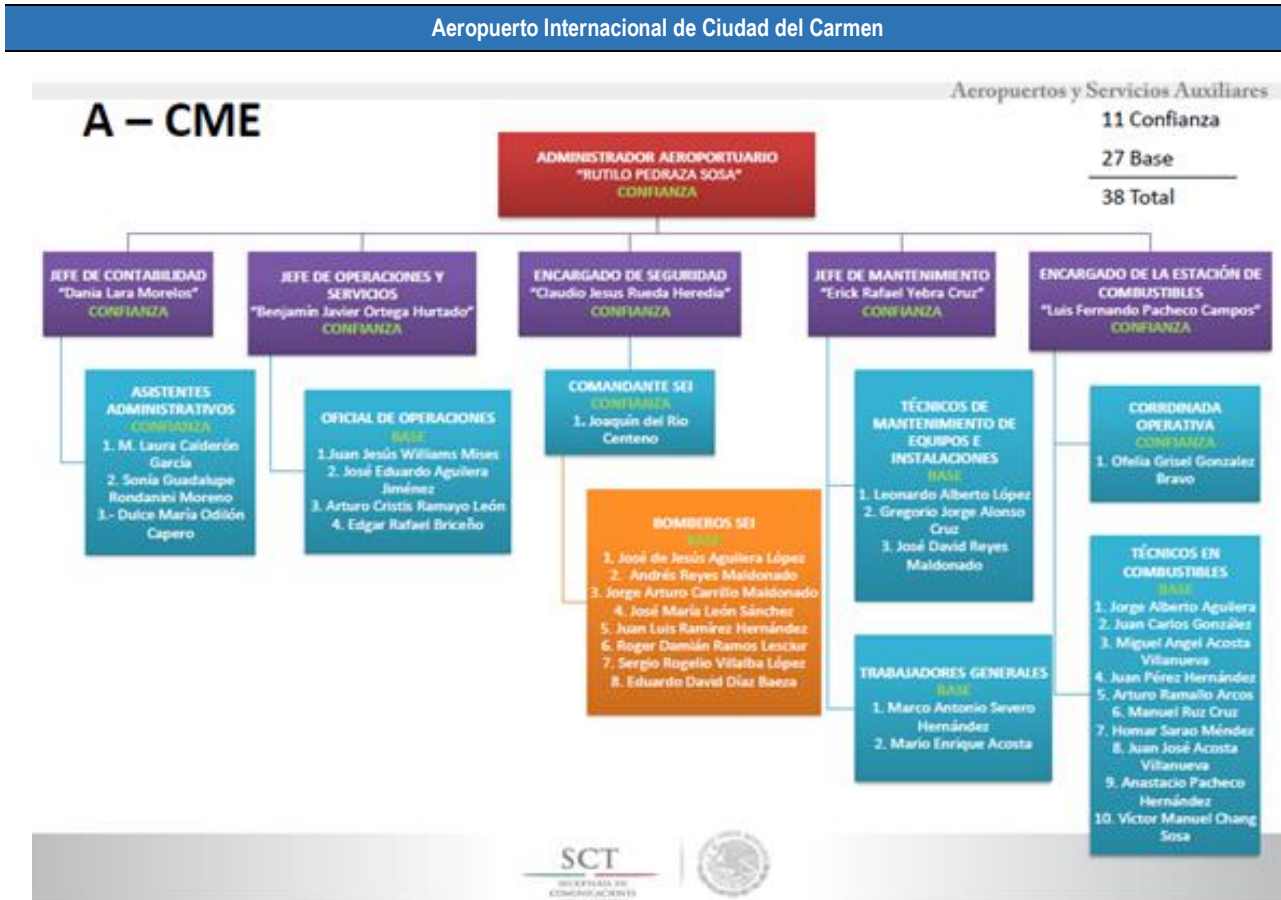 Aeropuerto Internacional de Ciudad del Carmen
Aeropuertos y Servicios Auxiliares
A – CME
11 Confianza
27 Base
38 Total
ADMINISTRADOR AEROPORTUARIO
"RUTILO PEDRAZA SOSA"
CONFIANZA
JEFE DE CONTABILIDAD
"Dania Lara Morelos"
CONFIANZA
JEFE DE OPERACIONES Y
SERVICIOS
"Benjamín Javier Ortega Hurtado"
CONFIANZA
ENCARGADO DE SEGURIDAD
"Claudio Jesus Rueda Heredia"
CONFIANZA
JEFE DE MANTENIMIENTO
"Erick Rafael Yebra Cruz"
CONFIANZA
ENCARGADO DE LA ESTACIÓN DE
COMBUSTIBLES
"Luis Fernando Pacheco Campos"
CONFIANZA
ASISTENTES
ADMINISTRATIVOS
CONFIANZA
1. M. Laura Calderón
García
2. Sonia Guadalupe
Rondanini Moreno
3.- Dulce María Odilón
Capero
OFICIAL DE OPERACIONES
BASE
1.Juan Jesús Williams Mises
2. José Eduardo Aguilera
Jiménez
3. Arturo Cristis Ramayo León
4. Edgar Rafael Briceño
COMANDANTE SEI
CONFIANZA
1. Joaquín del Rio
Centeno
BOMBEROS SEI
BASE
1. José de Jesús Aguilera López
2. Andrés Reyes Maldonado
3. Jorge Arturo Carrillo Maldonado
4. José María León Sánchez
5. Juan Luis Ramírez Hernández
6. Roger Damián Ramos Lesciur
7. Sergio Rogelio Villalba López
8. Eduardo David Díaz Baeza
TÉCNICOS DE
MANTENIMIENTO DE
EQUIPOS E
INSTALACIONES
BASE
1. Leonardo Alberto López
2. Gregorio Jorge Alonso
Cruz
3. José David Reyes
Maldonado
TRABAJADORES GENERALES
BASE
1. Marco Antonio Severo
Hernández
2. Mario Enrique Acosta
CORRDINADA
OPERATIVA
CONFIANZA
1. Ofelia Grisel Gonzalez
Bravo
TÉCNICOS EN
COMBUSTIBLES
BASE
1. Jorge Alberto Aguilera
2. Juan Carlos González
3. Miguel Angel Acosta
Villanueva
4. Juan Pérez Hernández
5. Arturo Ramallo Arcos
6. Manuel Ruz Cruz
7. Homar Sarao Méndez
8. Juan José Acosta
Villanueva
9. Anastacio Pacheco
Hernández
10. Víctor Manuel Chang
Sosa
SCT
SECRETARÍA DE
COMUNICACIONES